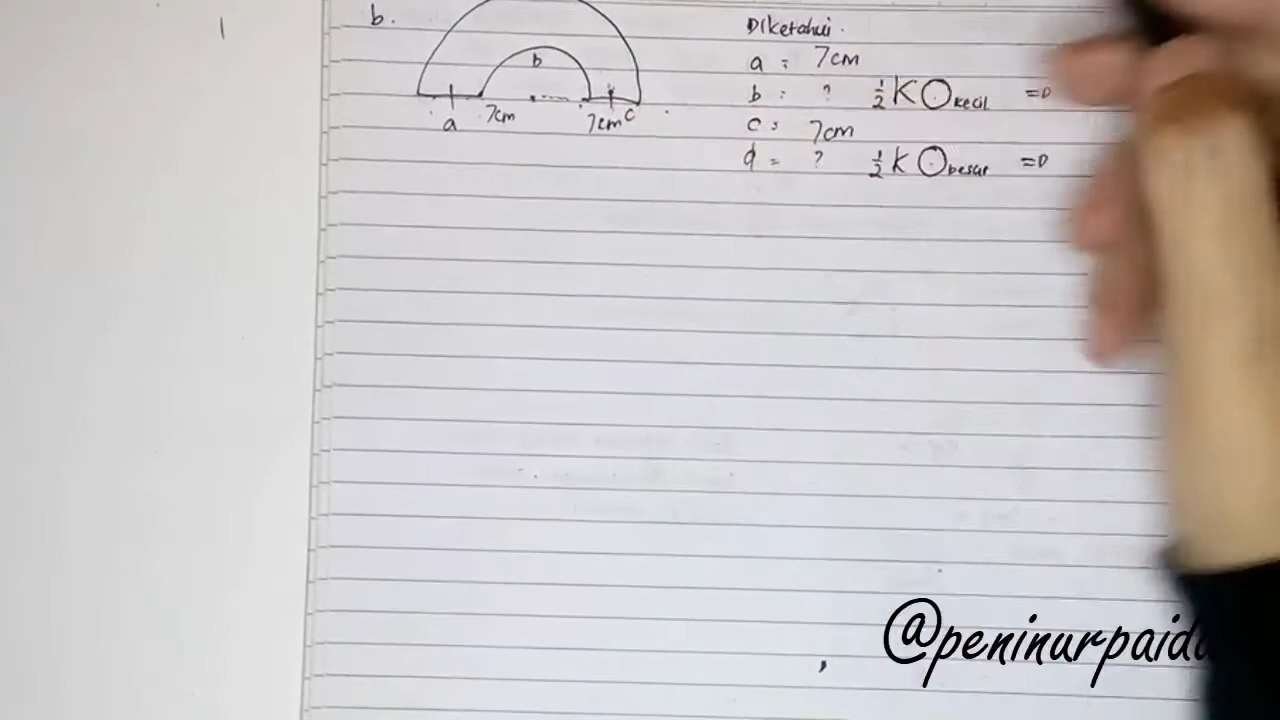 b.
b
7cm
7cm
a
c
Diketahui.
a = 7cm
b = ? ½ K O kecil =D
c = 7cm
d = ? ½ K O besar =D
@peninurpaid